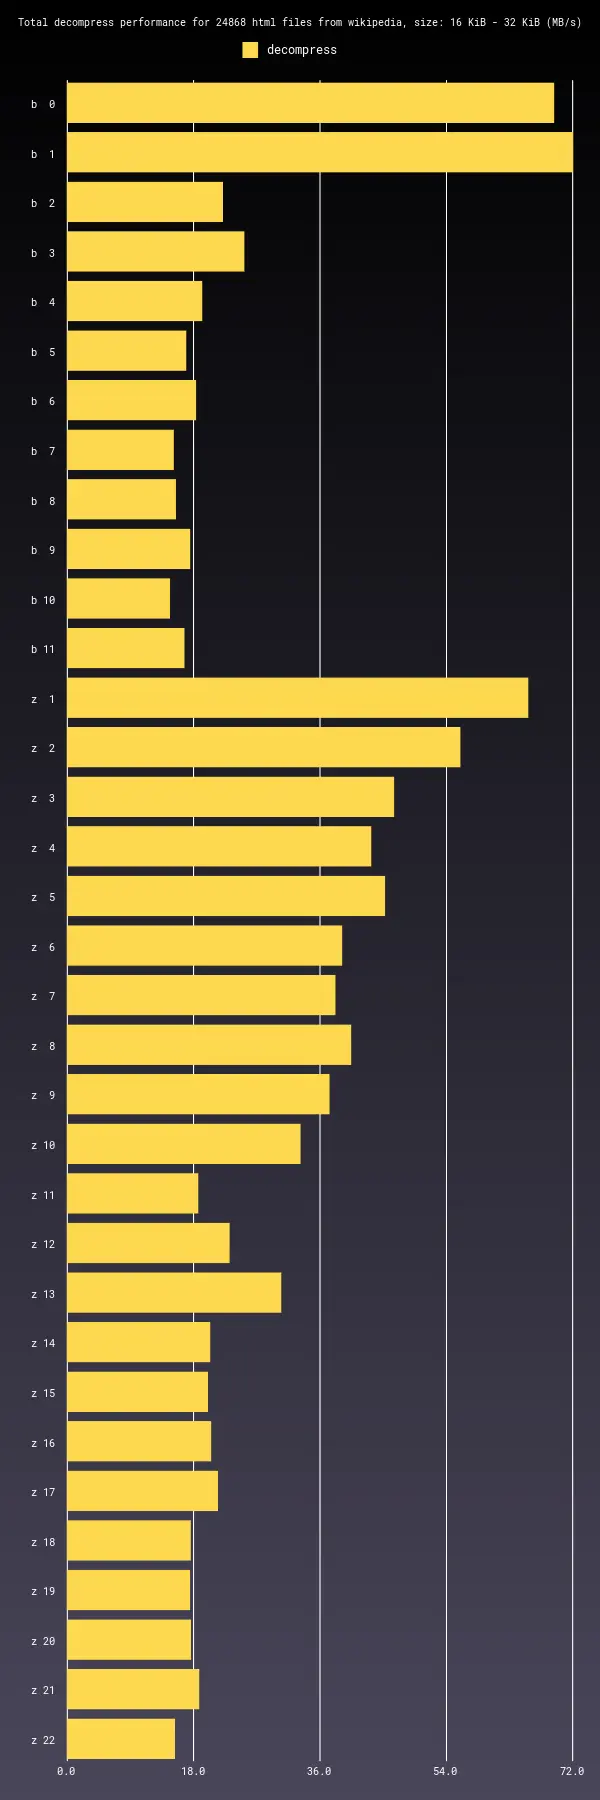 Total decompress performance for 24868 html files from wikipedia, size: 16 KiB - 32 KiB (MB/s)
decompress
b 0
b 1
b 2
b 3
b 4
b 5
b 6
b 7
b 8
b 9
b 10
b 11
z 1
z 2
z 3
z 4
z 5
z 6
z 7
z 8
z 9
z 10
z 11
z 12
z 13
z 14
z 15
z 16
z 17
z 18
z 19
z 20
z 21
z 22
0.0 18.0 36.0 54.0 72.0